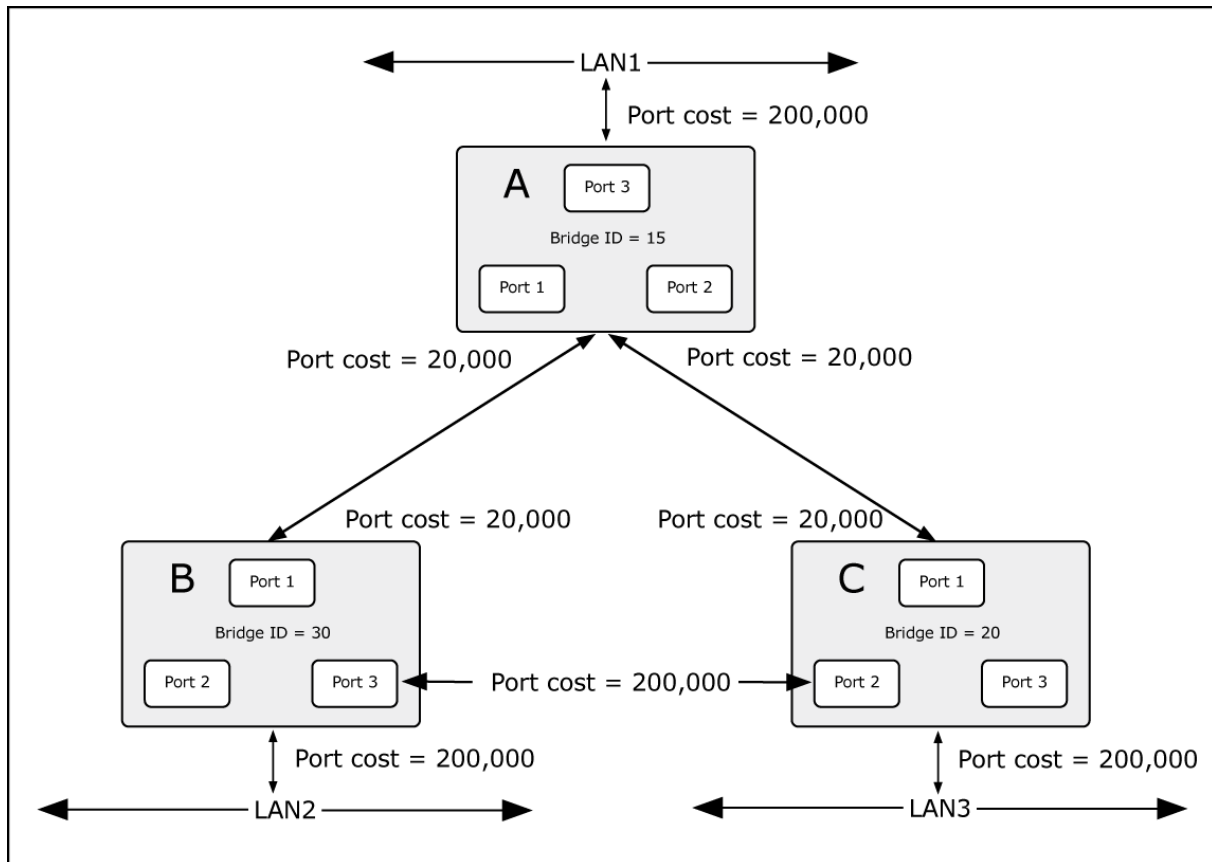 LAN1
Port cost = 200,000
A
Port 3
Bridge ID = 15
Port 1
Port 2
Port cost = 20,000
Port cost = 20,000
Port cost = 20,000
Port cost = 20,000
B
Port 1
Bridge ID = 30
Port 2
Port 3
C
Port 1
Bridge ID = 20
Port 2
Port 3
Port cost = 200,000
Port cost = 200,000
LAN2
Port cost = 200,000
LAN3